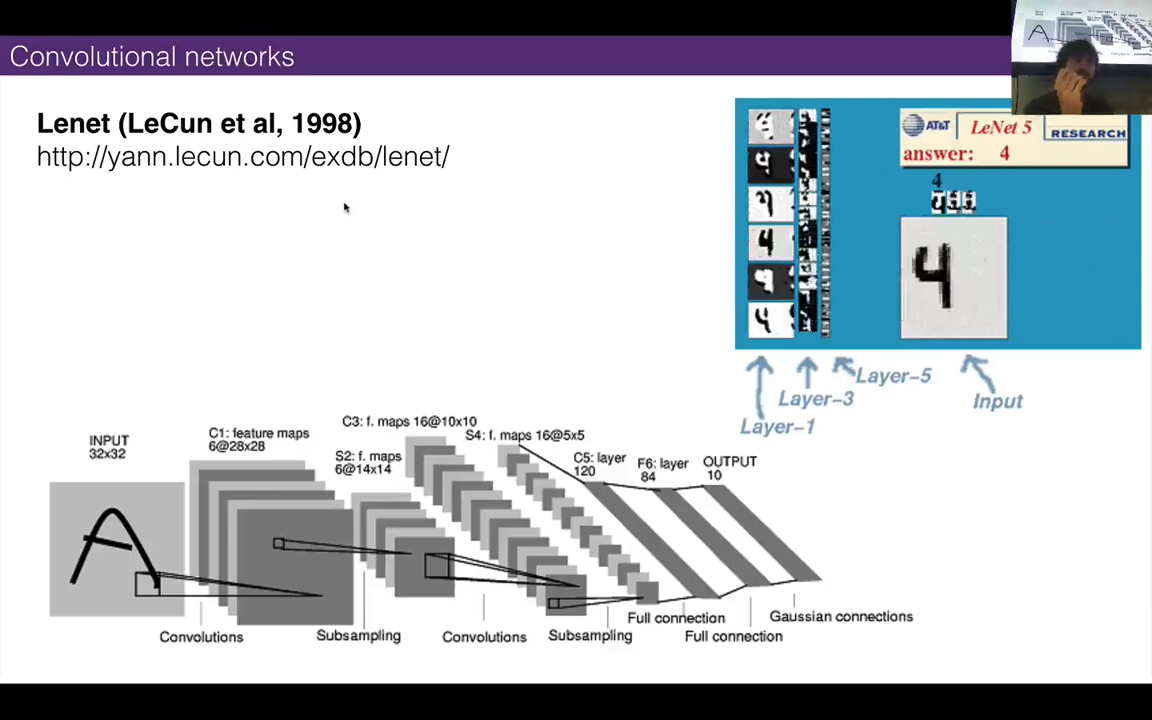 Convolutional networks
Lenet (LeCun et al, 1998)
http://yann.lecun.com/exdb/lenet/
AT&T
LeNet 5
RESEARCH
answer: 4
4
Layer-5
Layer-3
Input
Layer-1
INPUT
32x32
C1: feature maps
6@28x28
S2: f. maps
6@14x14
C3: f. maps 16@10x10
S4: f. maps 16@5x5
C5: layer
120
F6: layer
84
OUTPUT
10
A
4
Convolutions
Subsampling
Convolutions
Subsampling
Full connection
Full connection
Gaussian connections